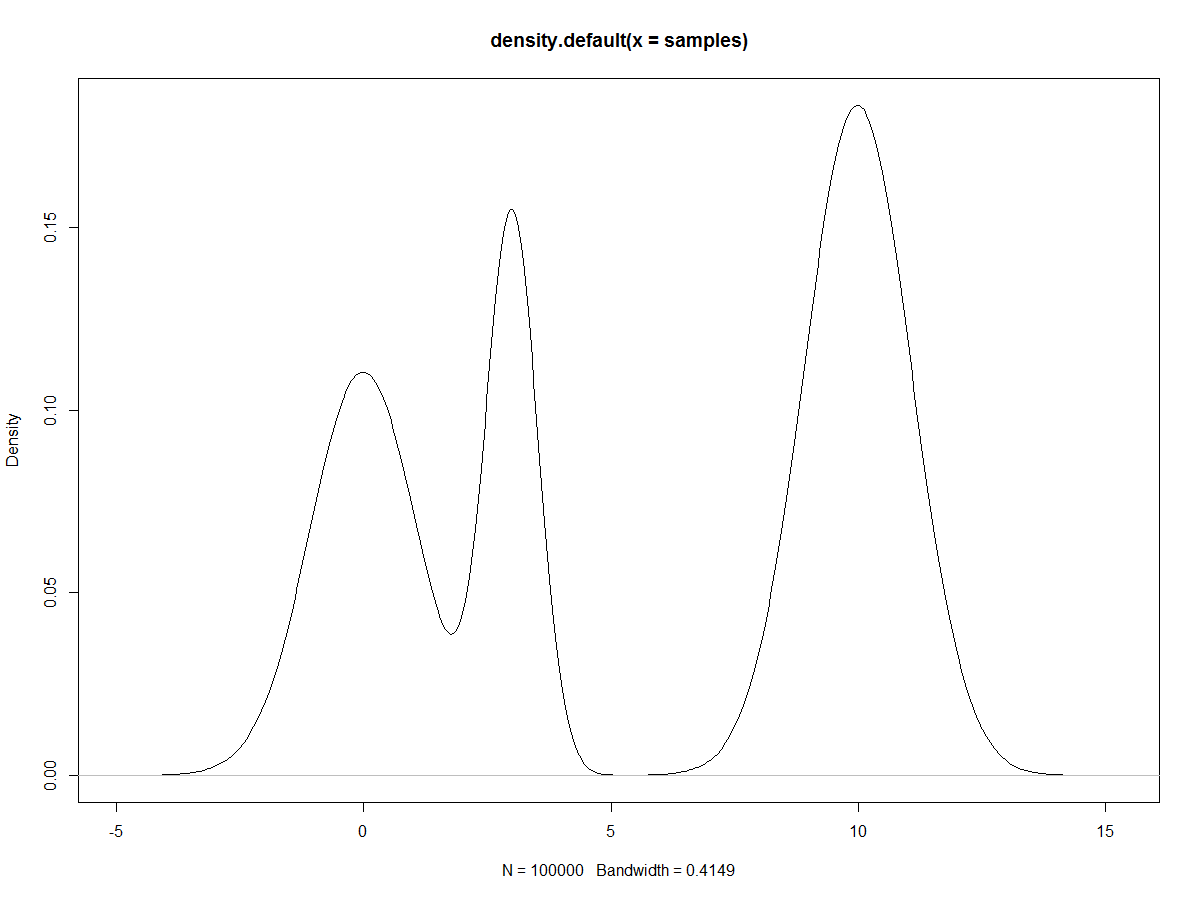 density.default(x = samples)
Density
0.15
0.10
0.05
0.00
-5 0 5 10 15
N = 100000 Bandwidth = 0.4149